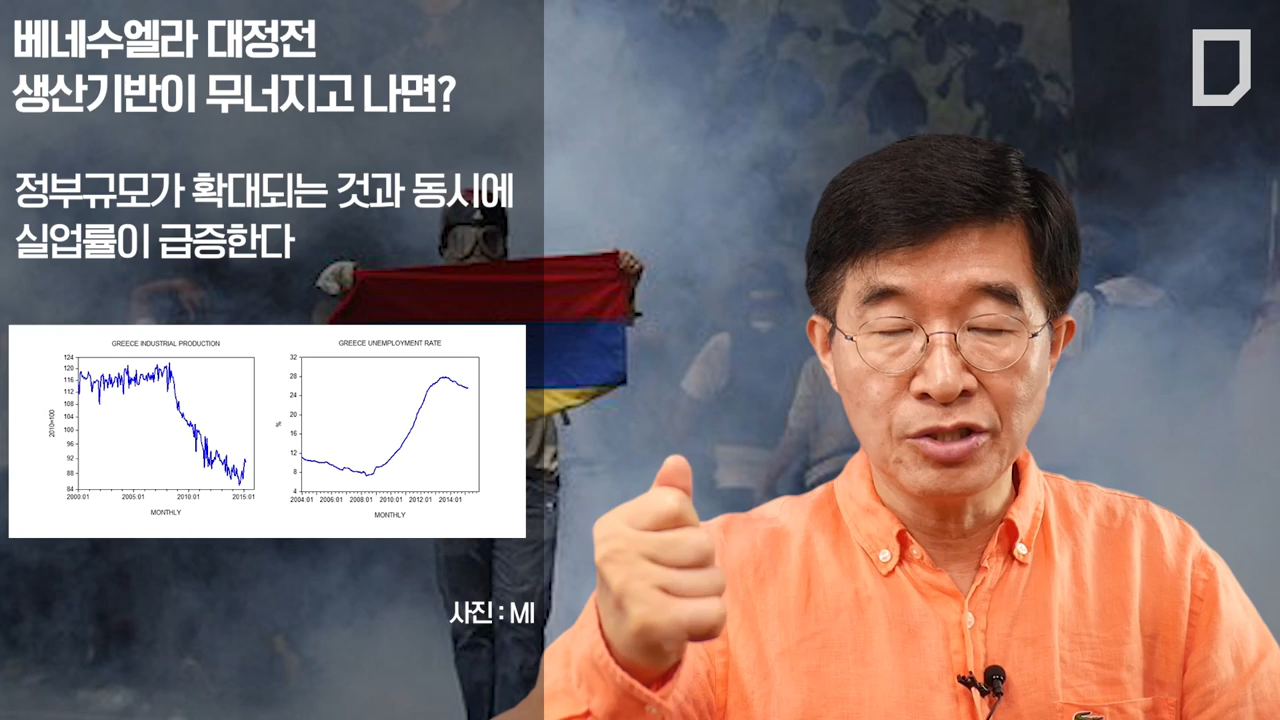 베네수엘라 대정전
생산기반이 무너지고 나면?
정부규모가 확대되는 것과 동시에
실업률이 급증한다
GREECE INDUSTRIAL PRODUCTION
124
120
116
112
108
104
100
96
92
88
84
2010=100
2000:01 2005:01 2010:01 2015:01
MONTHLY
GREECE UNEMPLOYMENT RATE
32
28
24
20
16
12
8
4
%
2004:01 2006:01 2008:01 2010:01 2012:01 2014:01
MONTHLY
사진 : MI